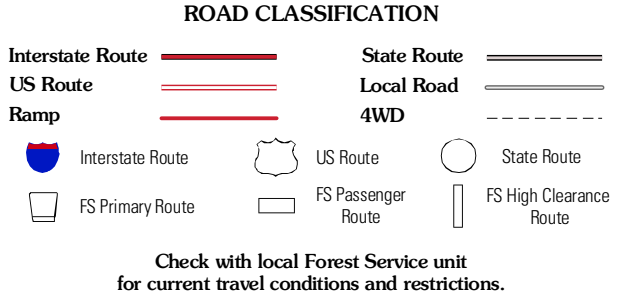 ROAD CLASSIFICATION
Interstate Route
State Route
US Route
Local Road
Ramp
4WD
Interstate Route
US Route
State Route
FS Primary Route
FS Passenger
Route
FS High Clearance
Route
Check with local Forest Service unit
for current travel conditions and restrictions.